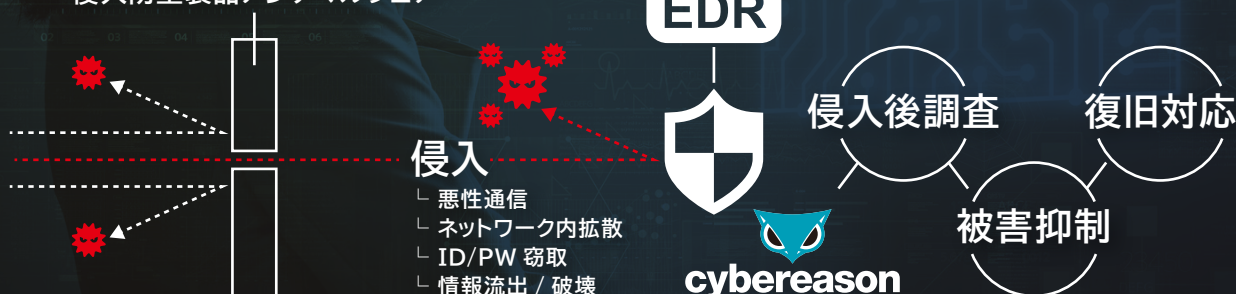 EDR
侵入後調査
復旧対応
侵入
└ 悪性通信
└ ネットワーク内拡散
└ ID/PW 窃取
└ 情報流出 / 破壊
被害抑制
cybereason